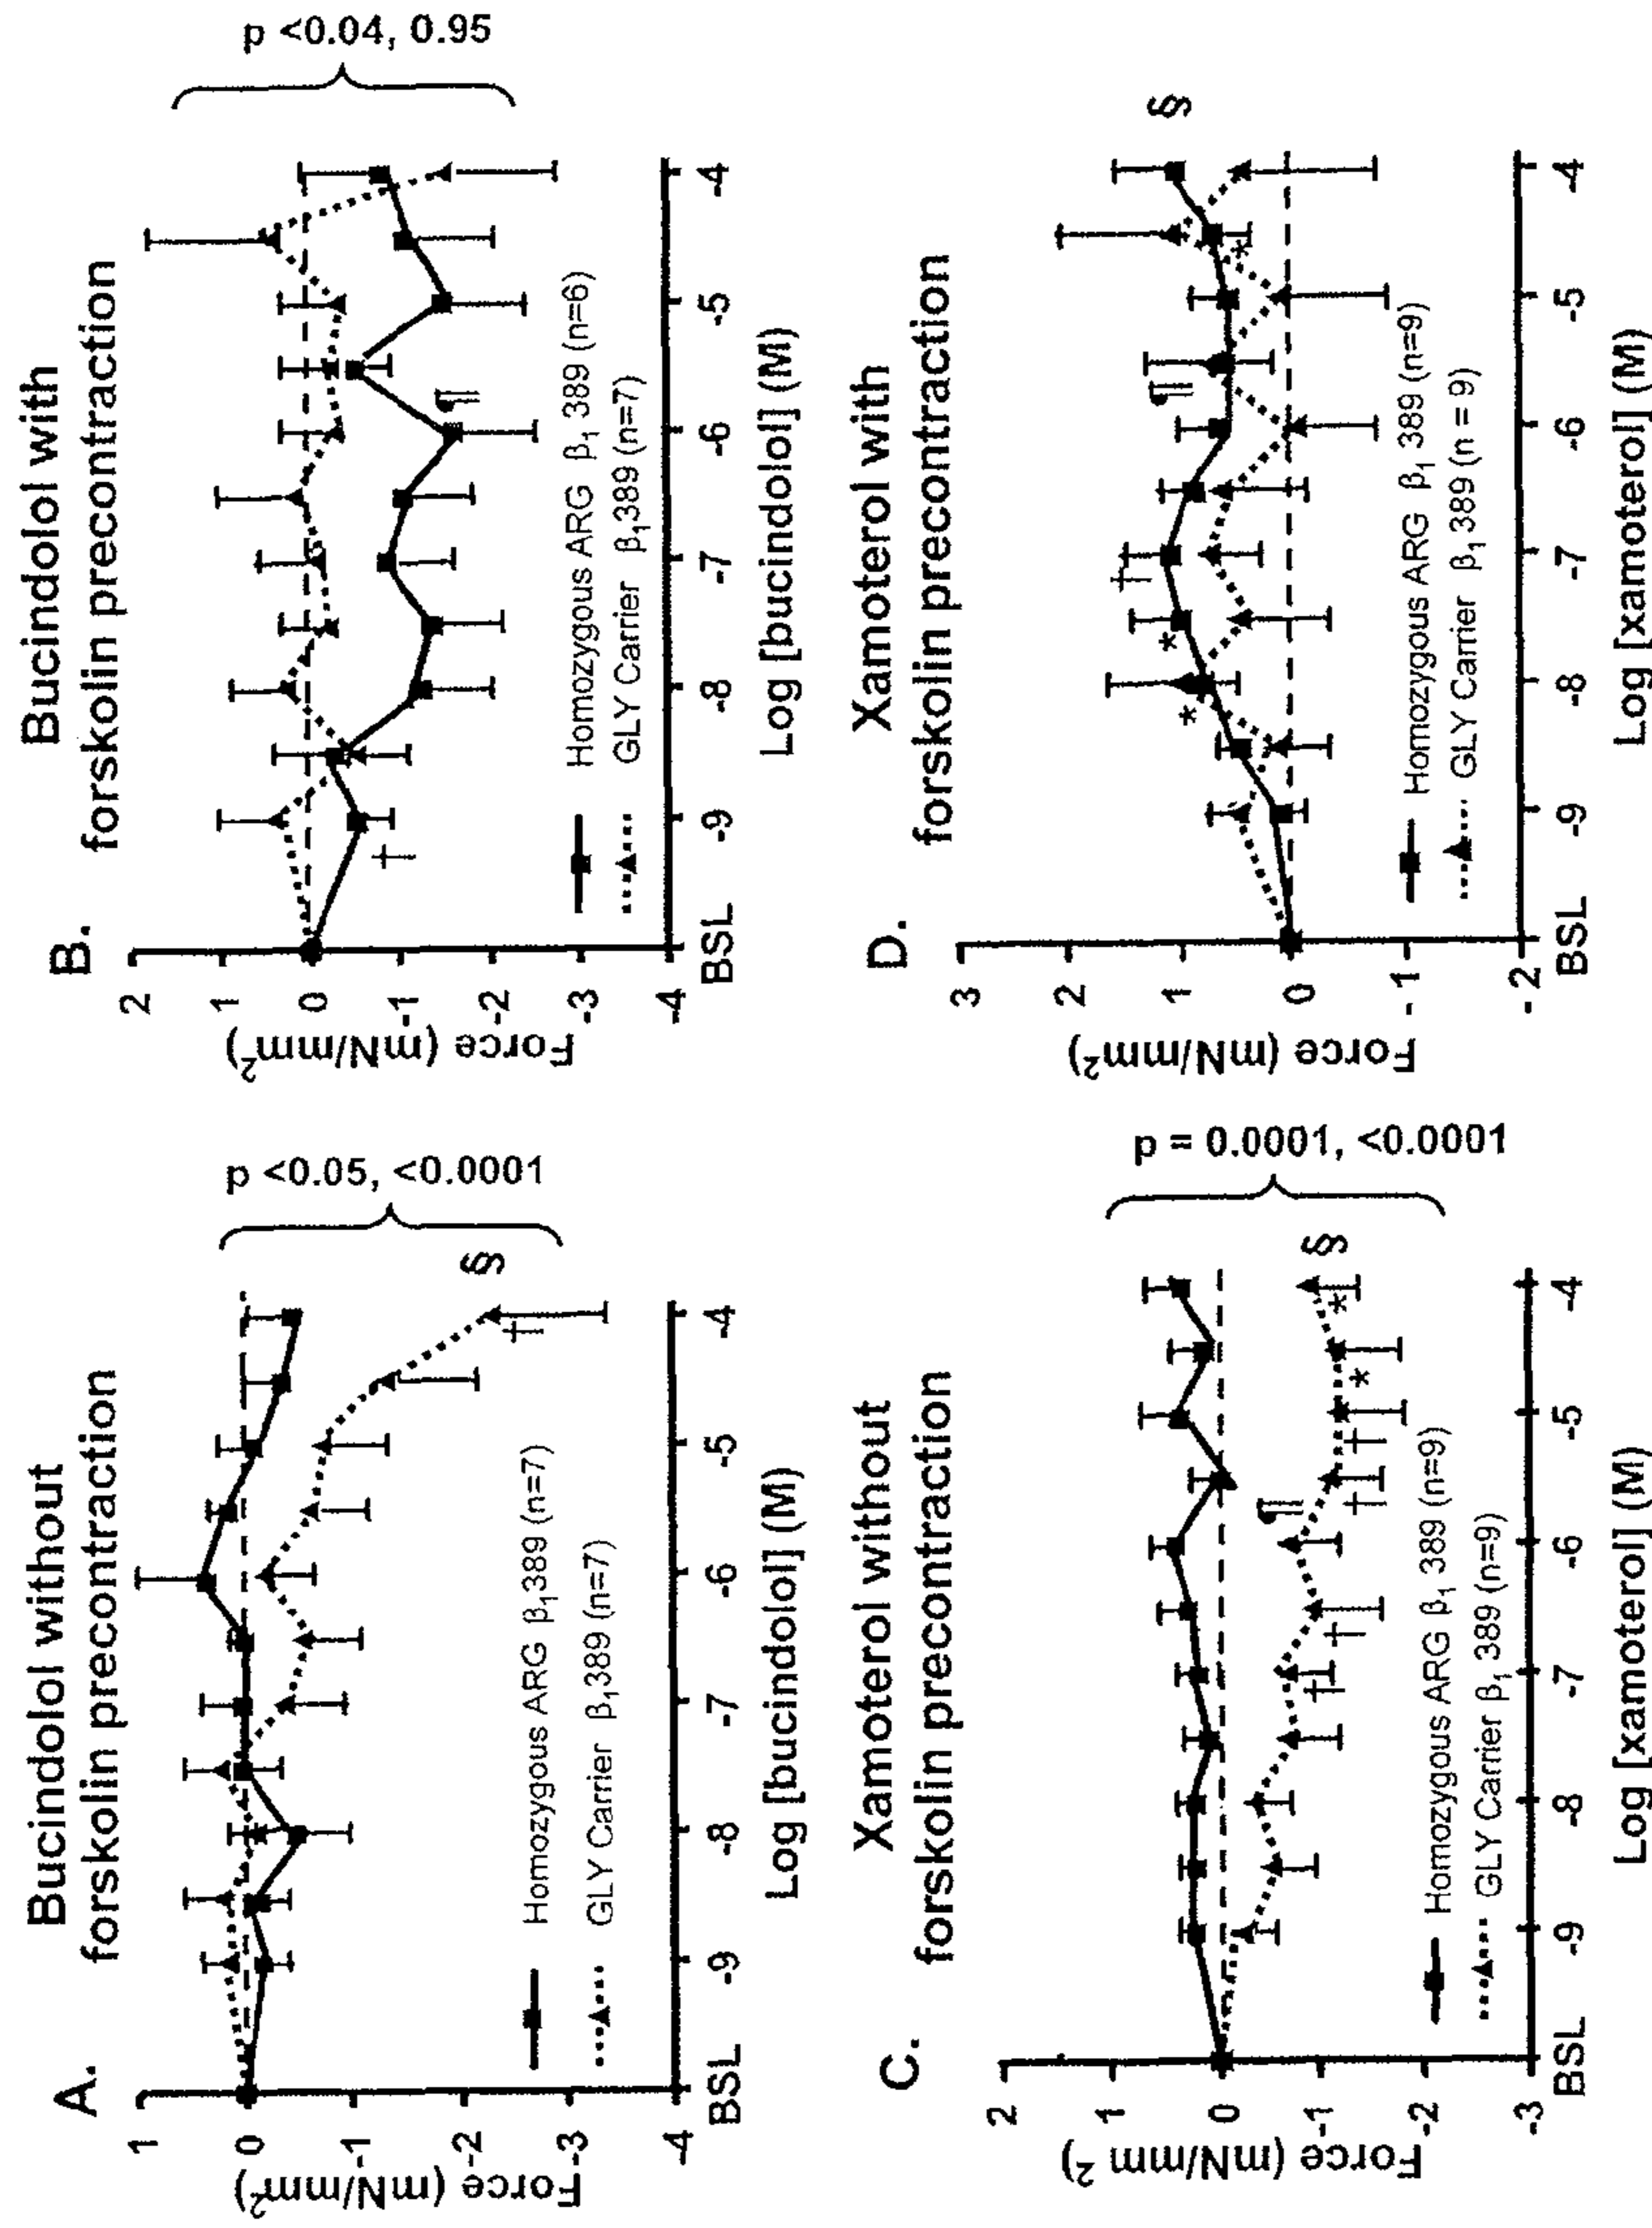 A.
Bucindolol without
forskolin precontraction
1
0
-1
-2
-3
-4
Force (mN/mm²)
Homozygous ARG β₁389 (n=7)
GLY Carrier β₁389 (n=7)
†
§
p <0.05, <0.0001
BSL -9 -8 -7 -6 -5 -4
Log [bucindolol] (M)
B.
Bucindolol with
forskolin precontraction
2
1
0
-1
-2
-3
-4
Force (mN/mm²)
†
¶
Homozygous ARG β₁ 389 (n=6)
GLY Carrier β₁389 (n=7)
p <0.04, 0.95
BSL -9 -8 -7 -6 -5 -4
Log [bucindolol] (M)
C.
Xamoterol without
forskolin precontraction
2
1
0
-1
-2
-3
Force (mN/mm ²)
¶
†
†
†
†
*
*
§
p = 0.0001, <0.0001
Homozygous ARG β₁ 389 (n=9)
GLY Carrier β₁ 389 (n=9)
BSL -9 -8 -7 -6 -5 -4
Log [xamoterol] (M)
D.
Xamoterol with
forskolin precontraction
3
2
1
0
- 1
- 2
Force (mN/mm²)
*
*
†
¶
*
§
Homozygous ARG β₁ 389 (n=9)
GLY Carrier β₁ 389 (n = 9)
BSL -9 -8 -7 -6 -5 -4
Log [xamoterol] (M)